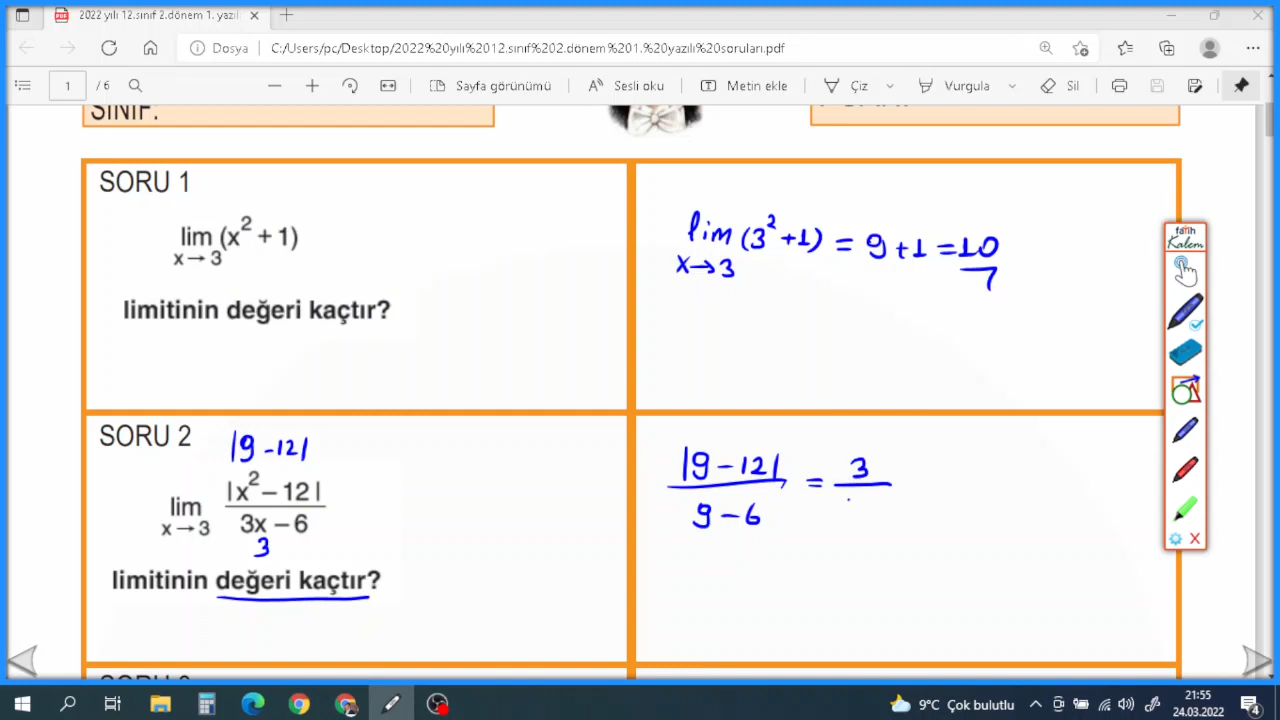 2022 yılı 12.sınıf 2.dönem 1. yazılı
Dosya
C:/Users/pc/Desktop/2022%20yılı%2012.sınıf%202.dönem%201.%20yazılı%20soruları.pdf
1 / 6
Sayfa görünümü
Sesli oku
Metin ekle
Çiz
Vurgula
Sil
SINIF:
SORU 1
lim (x² + 1)
x → 3
limitinin değeri kaçtır?
lim (3² + 1) = 9 + 1 = 10
x → 3
SORU 2
|9 - 12|
|x² - 12|
lim
x → 3
3x - 6
3
limitinin değeri kaçtır?
|9 - 12|
= 3
9 - 6
fatih
Kalem
9°C Çok bulutlu
21:55
24.03.2022
4